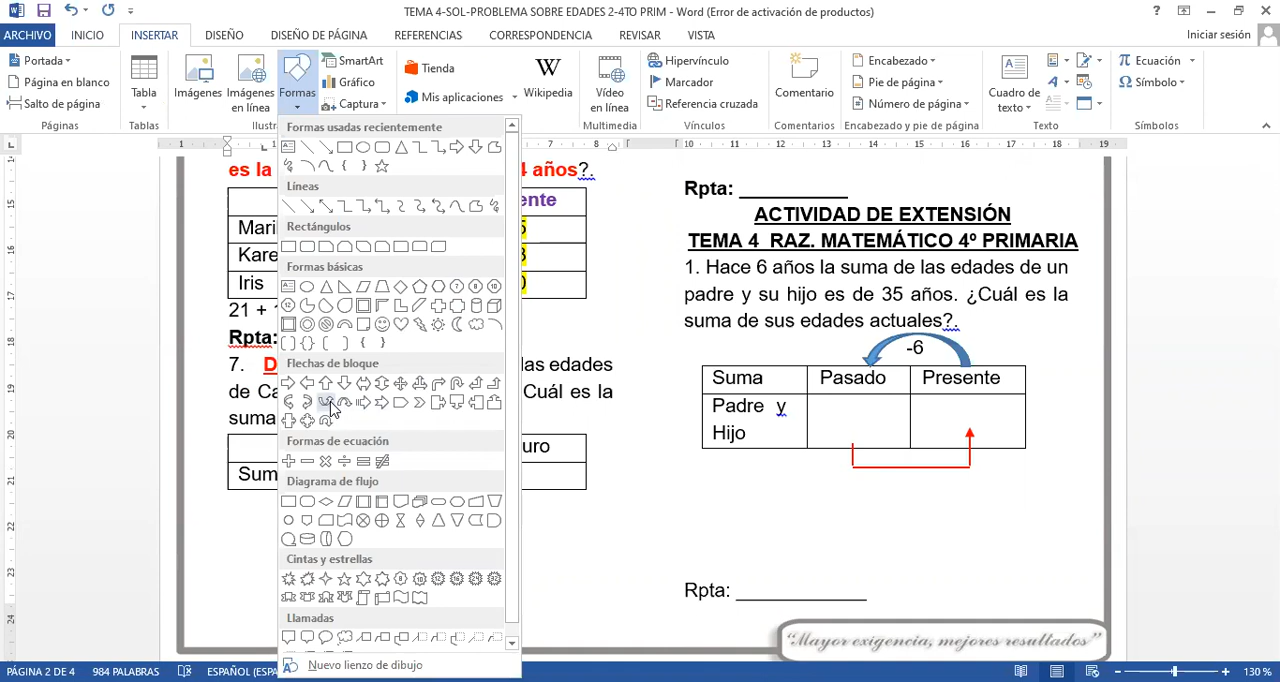 TEMA 4-SOL-PROBLEMA SOBRE EDADES 2-4TO PRIM - Word (Error de activación de productos)
ARCHIVO INICIO INSERTAR DISEÑO DISEÑO DE PÁGINA REFERENCIAS CORRESPONDENCIA REVISAR VISTA Iniciar sesión
Portada
Página en blanco
Salto de página
Páginas
Tabla
Tablas
Imágenes
Imágenes en línea
Formas
SmartArt
Gráfico
Captura
Ilustr
Tienda
Mis aplicaciones
Wikipedia
Vídeo en línea
Multimedia
Hipervínculo
Marcador
Referencia cruzada
Vínculos
Comentario
Comentarios
Encabezado
Pie de página
Número de página
Encabezado y pie de página
Cuadro de texto
Texto
Ecuación
Símbolo
Símbolos
Formas usadas recientemente
Líneas
Rectángulos
Formas básicas
Flechas de bloque
Formas de ecuación
Diagrama de flujo
Cintas y estrellas
Llamadas
Nuevo lienzo de dibujo
es la
4 años?.
ente
Mari
5
Kare
3
Iris
0
21 +
Rpta:
7. D
las edades
de Ca
Cuál es la
suma
uro
Sum
Rpta: ________
ACTIVIDAD DE EXTENSIÓN
TEMA 4 RAZ. MATEMÁTICO 4º PRIMARIA
1. Hace 6 años la suma de las edades de un
padre y su hijo es de 35 años. ¿Cuál es la
suma de sus edades actuales?.
-6
Suma Pasado Presente
Padre y
Hijo
Rpta: __________
“Mayor exigencia, mejores resultados”
PÁGINA 2 DE 4 984 PALABRAS ESPAÑOL (ESPA 130 %